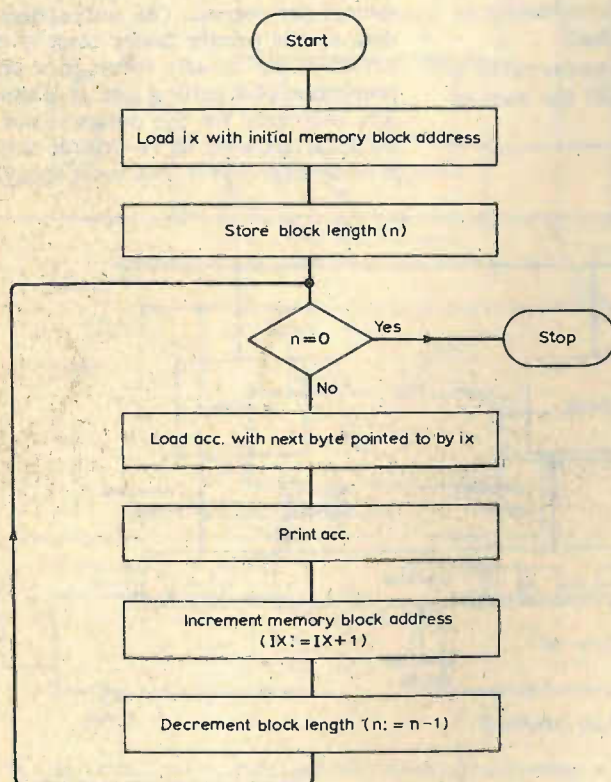 Start
Load ix with initial memory block address
Store block length (n)
n=0
Yes
Stop
No
Load acc. with next byte pointed to by ix
Print acc.
Increment memory block address
(IX: = IX+1)
Decrement block length (n: = n-1)